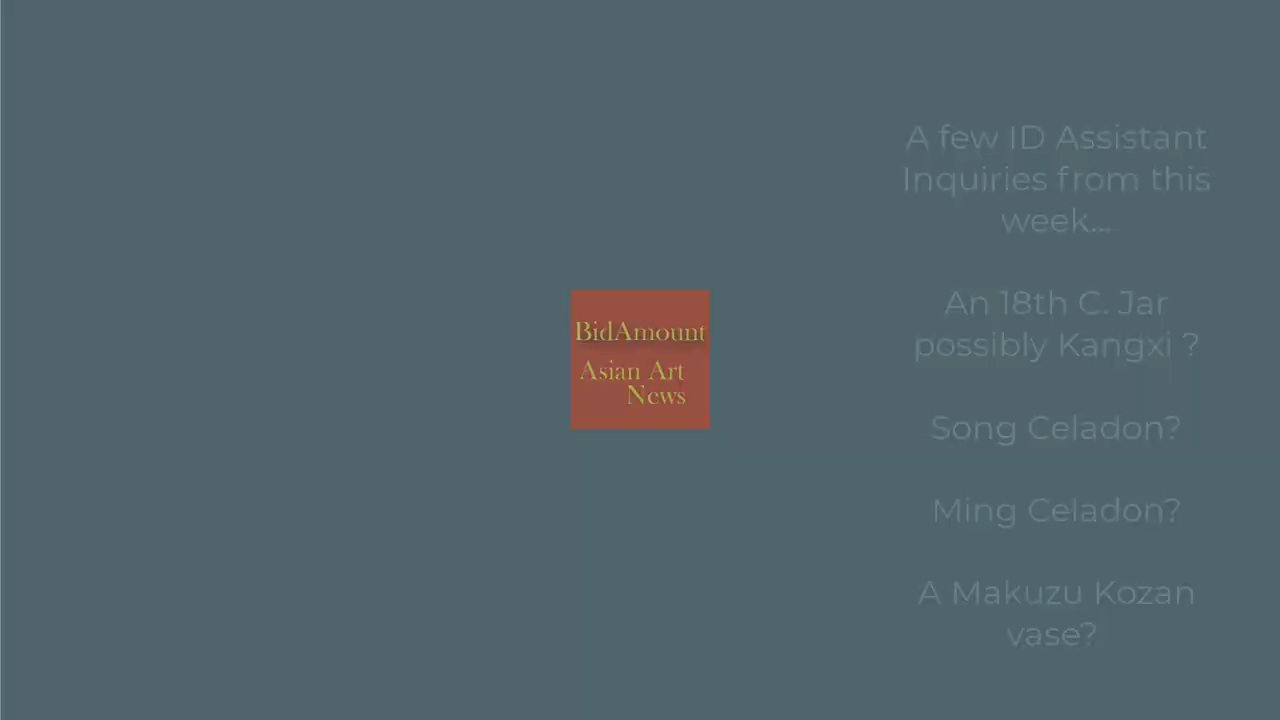 BidAmount
Asian Art
News
A few ID Assistant
Inquiries from this
week...
An 18th C. Jar
possibly Kangxi ?
Song Celadon?
Ming Celadon?
A Makuzu Kozan
vase?